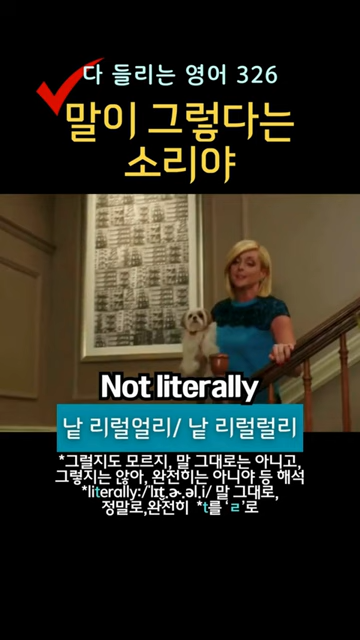 다 들리는 영어 326
말이 그렇다는
소리야
Not literally
낱 리럴얼리/ 낱 리럴럴리
*그럴지도 모르지, 말 그대로는 아니고,
그렇지는 않아, 완전히는 아니야 등 해석
*literally:/ˈlɪt̬.ɚ.əl.i/ 말 그대로,
정말로,완전히 *t를 ‘ㄹ’로